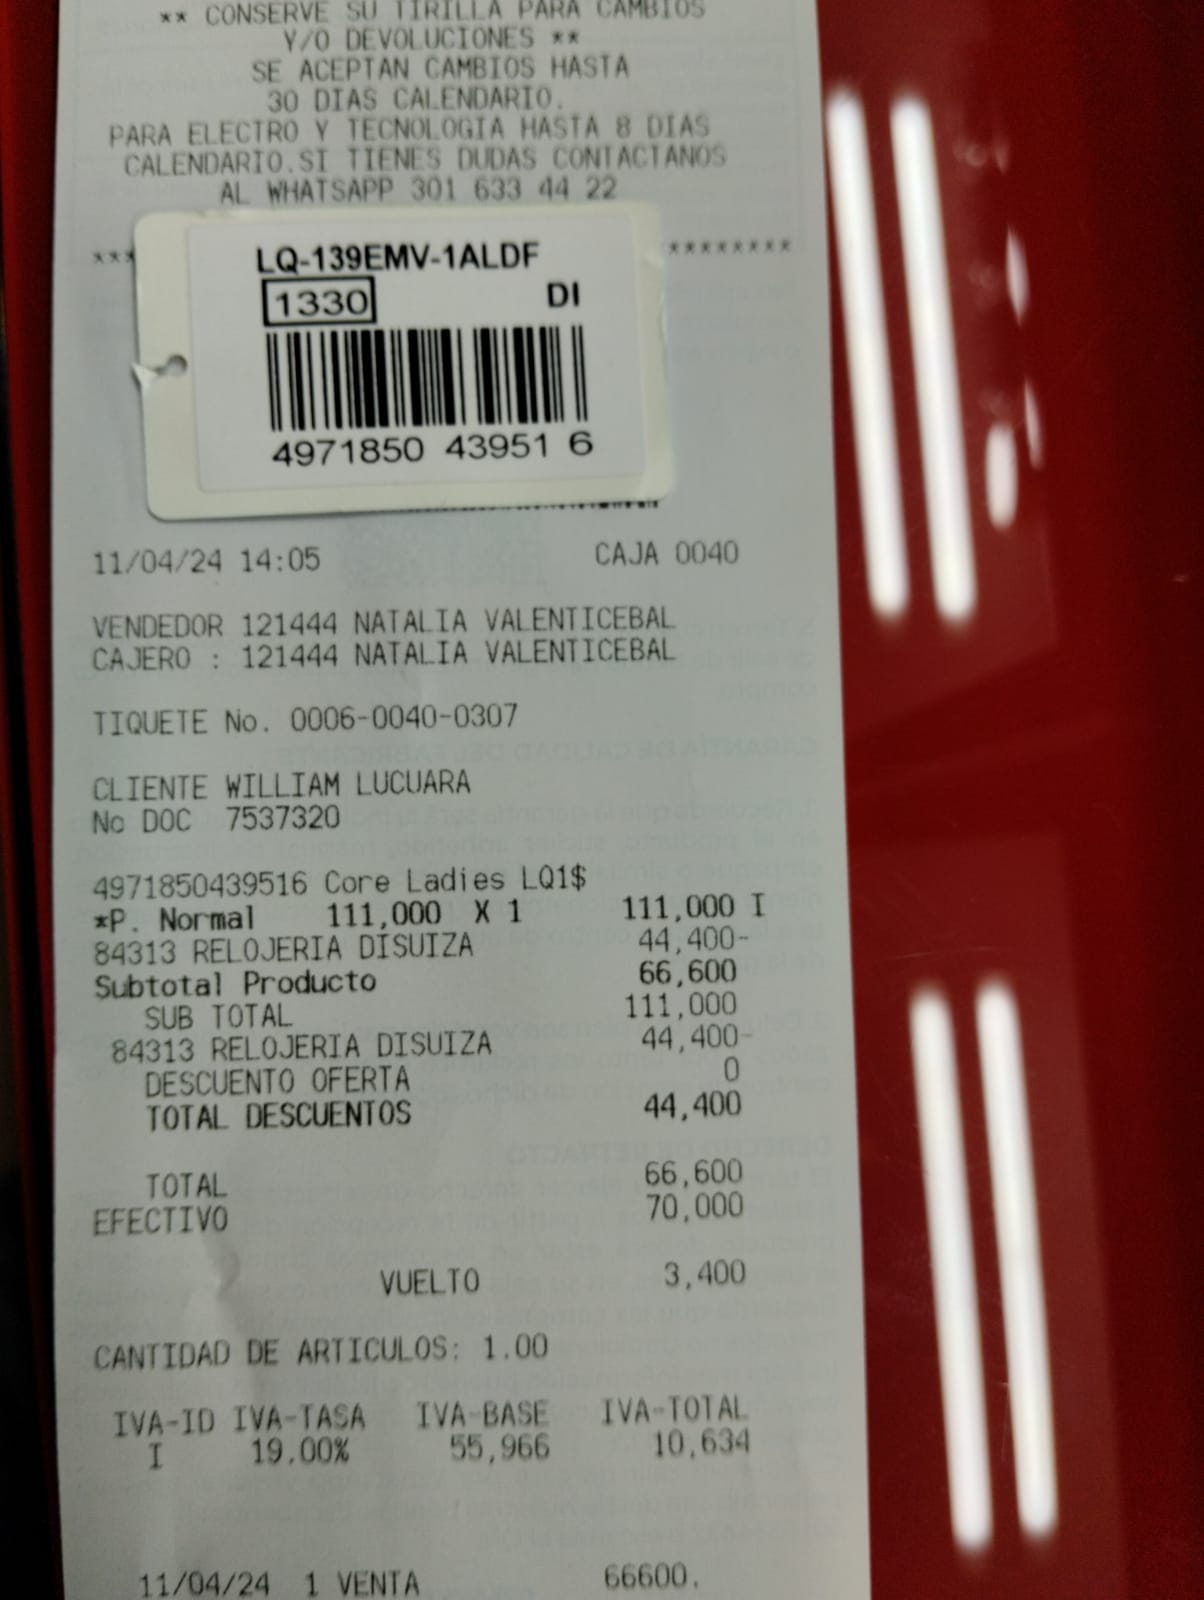 ** CONSERVE SU TIRILLA PARA CAMBIOS
Y/O DEVOLUCIONES **
SE ACEPTAN CAMBIOS HASTA
30 DIAS CALENDARIO.
PARA ELECTRO Y TECNOLOGIA HASTA 8 DIAS
CALENDARIO.SI TIENES DUDAS CONTACTANOS
AL WHATSAPP 301 633 44 22
LQ-139EMV-1ALDF
1330 DI
4971850 43951 6
11/04/24 14:05 CAJA 0040
VENDEDOR 121444 NATALIA VALENTICEBAL
CAJERO : 121444 NATALIA VALENTICEBAL
TIQUETE No. 0006-0040-0307
CLIENTE WILLIAM LUCUARA
No DOC 7537320
4971850439516 Core Ladies LQ1$
*P. Normal 111,000 X 1 111,000 I
84313 RELOJERIA DISUIZA 44,400-
Subtotal Producto 66,600
SUB TOTAL 111,000
84313 RELOJERIA DISUIZA 44,400-
DESCUENTO OFERTA 0
TOTAL DESCUENTOS 44,400
TOTAL 66,600
EFECTIVO 70,000
VUELTO 3,400
CANTIDAD DE ARTICULOS: 1.00
IVA-ID IVA-TASA IVA-BASE IVA-TOTAL
I 19.00% 55,966 10,634
11/04/24 1 VENTA 66600.